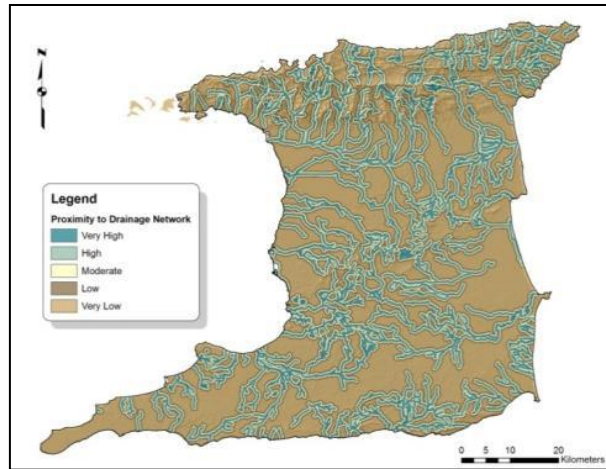 N
Legend
Proximity to Drainage Network
Very High
High
Moderate
Low
Very Low
0 5 10 20
Kilometers